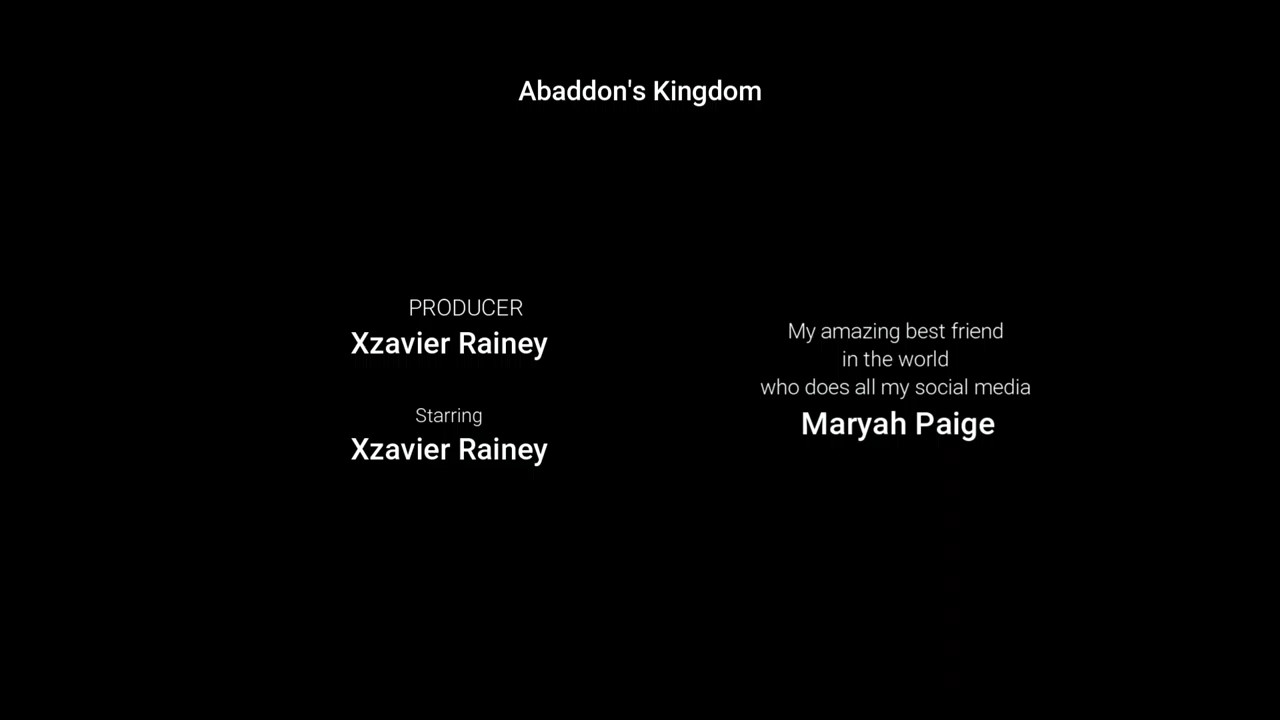 Abaddon's Kingdom
PRODUCER
Xzavier Rainey
Starring
Xzavier Rainey
My amazing best friend
in the world
who does all my social media
Maryah Paige